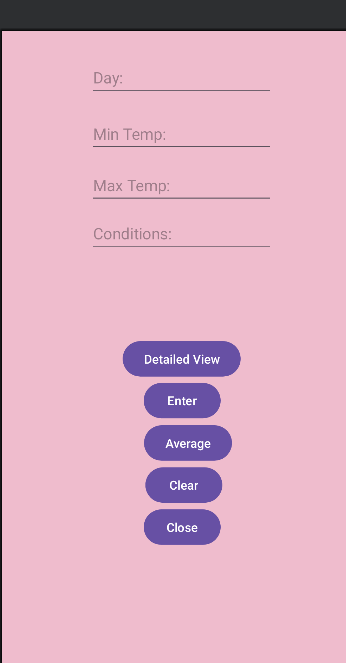 Day:
Min Temp:
Max Temp:
Conditions:
Detailed View
Enter
Average
Clear
Close